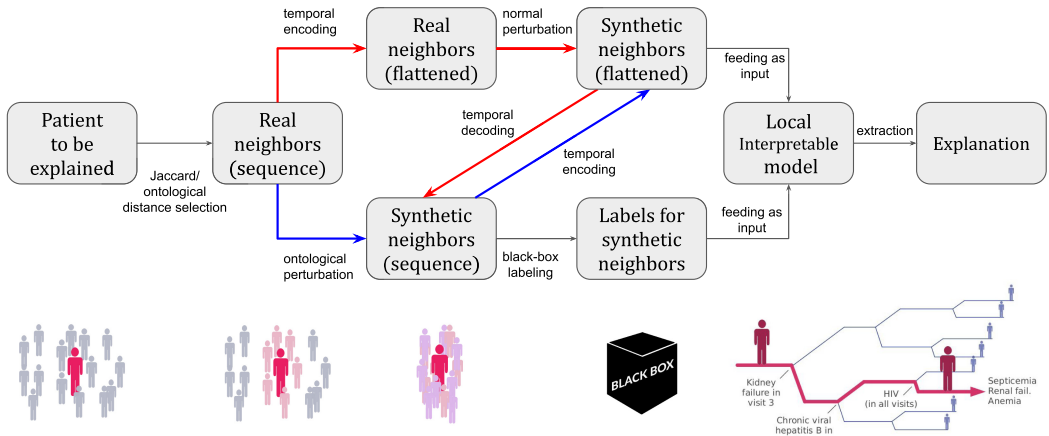 temporal
encoding
Real
neighbors
(flattened)
normal
perturbation
Synthetic
neighbors
(flattened)
feeding as
input
Patient
to be
explained
Jaccard/
ontological
distance selection
Real
neighbors
(sequence)
temporal
decoding
temporal
encoding
Local
Interpretable
model
extraction
Explanation
ontological
perturbation
Synthetic
neighbors
(sequence)
black-box
labeling
Labels for
synthetic
neighbors
feeding as
input
BLACK BOX
Kidney
failure in
visit 3
Chronic viral
hepatitis B in
HIV
(in all visits)
Septicemia
Renal fail.
Anemia